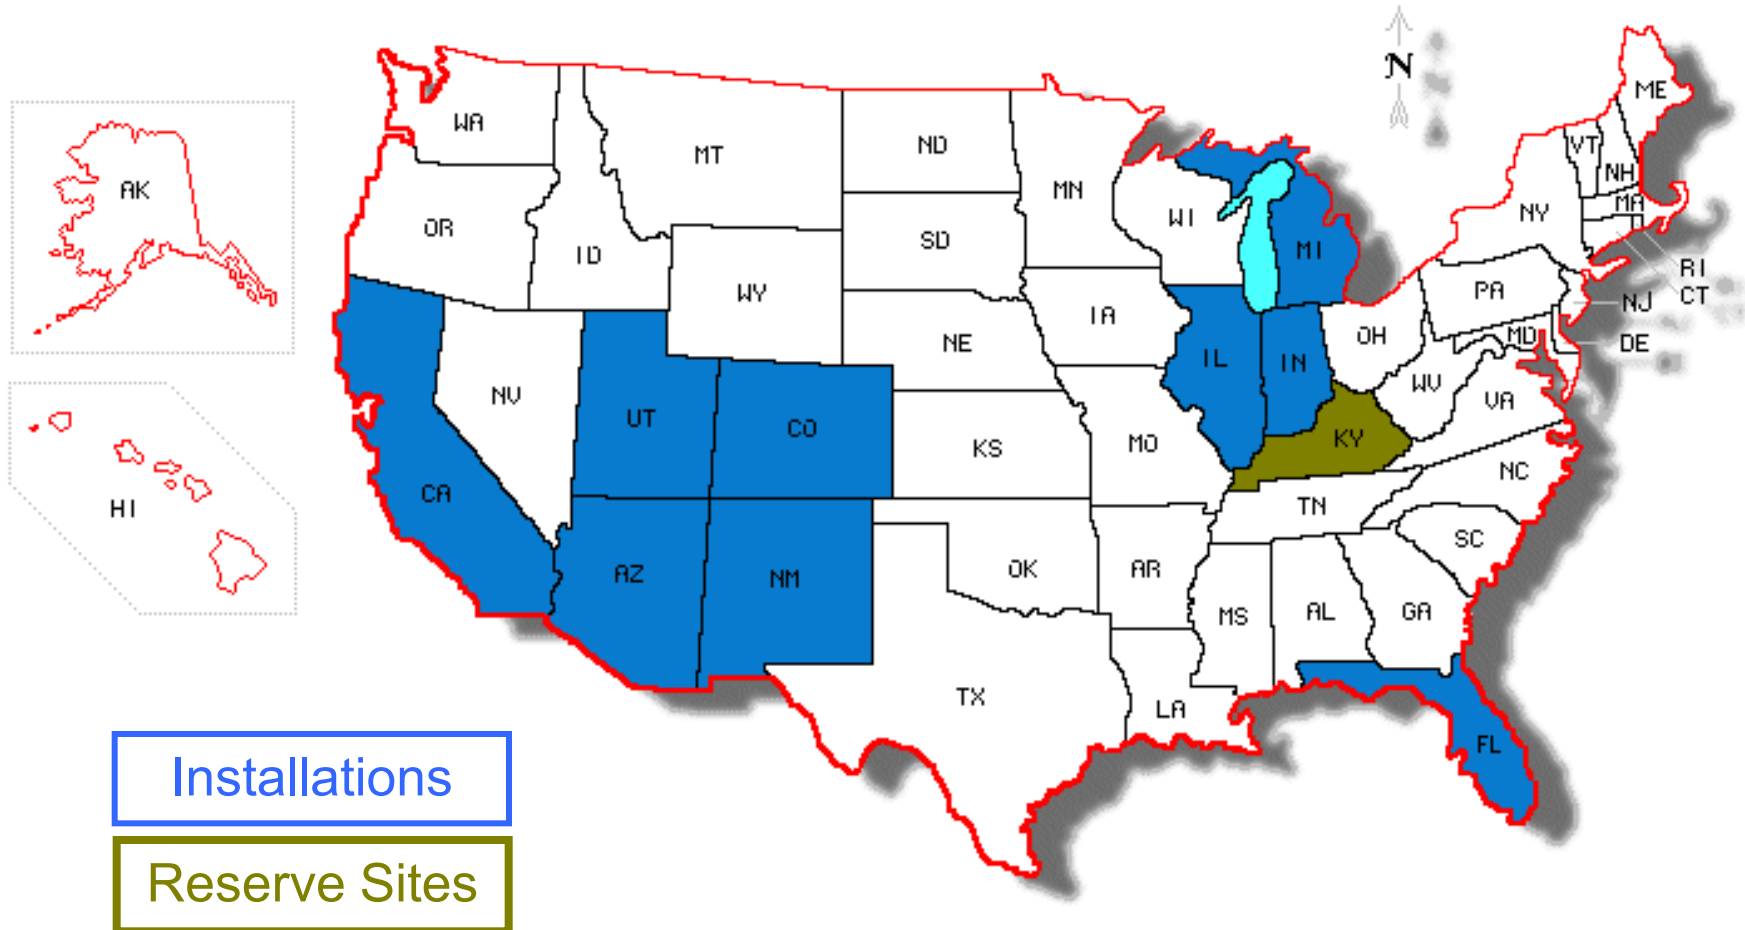 N
ME
WA
VT
ND
MT
AK
NH
MN
MA
NY
WI
OR
SD
MI
ID
RI
PA
WY
CT
NJ
IA
OH
MD
NE
DE
IL
IN
WV
NV
VA
UT
CO
KY
MO
KS
NC
CA
TN
HI
SC
OK
AR
AZ
NM
AL
GA
MS
TX
LA
FL
Installations
Reserve Sites